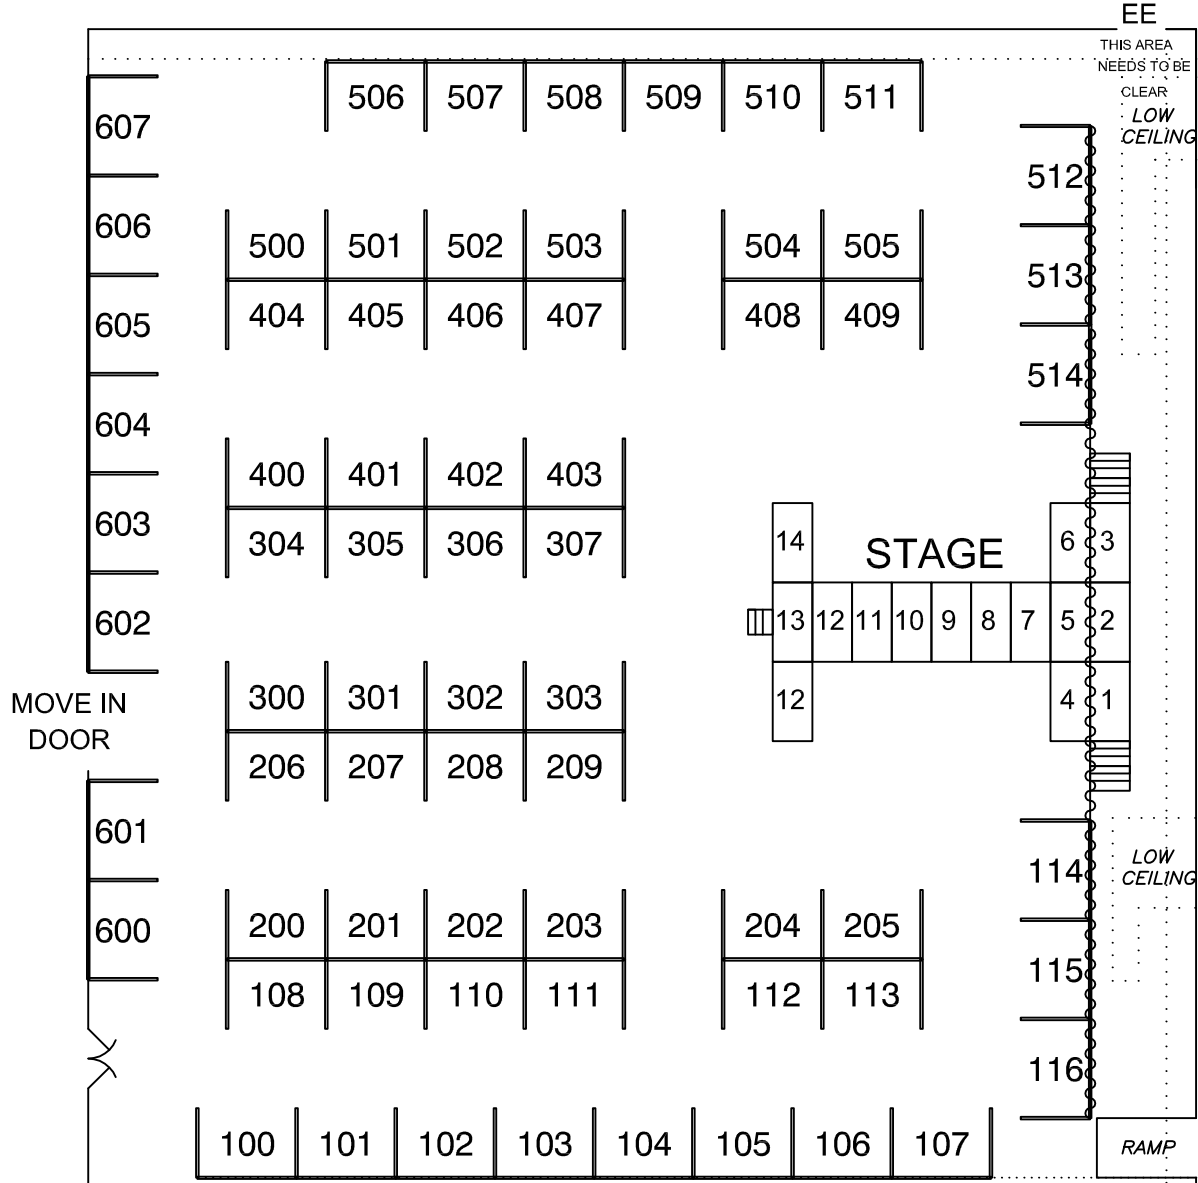 EE
THIS AREA
NEEDS TO BE
CLEAR
LOW
CEILING
506 507 508 509 510 511
607
512
606
500 501 502 503 504 505
513
605
404 405 406 407 408 409
514
604
400 401 402 403
603
304 305 306 307
14 STAGE 6 3
602
13 12 11 10 9 8 7 5 2
12 4 1
MOVE IN
DOOR
300 301 302 303
206 207 208 209
601
114
LOW
CEILING
600
200 201 202 203 204 205
115
108 109 110 111 112 113
116
100 101 102 103 104 105 106 107
RAMP